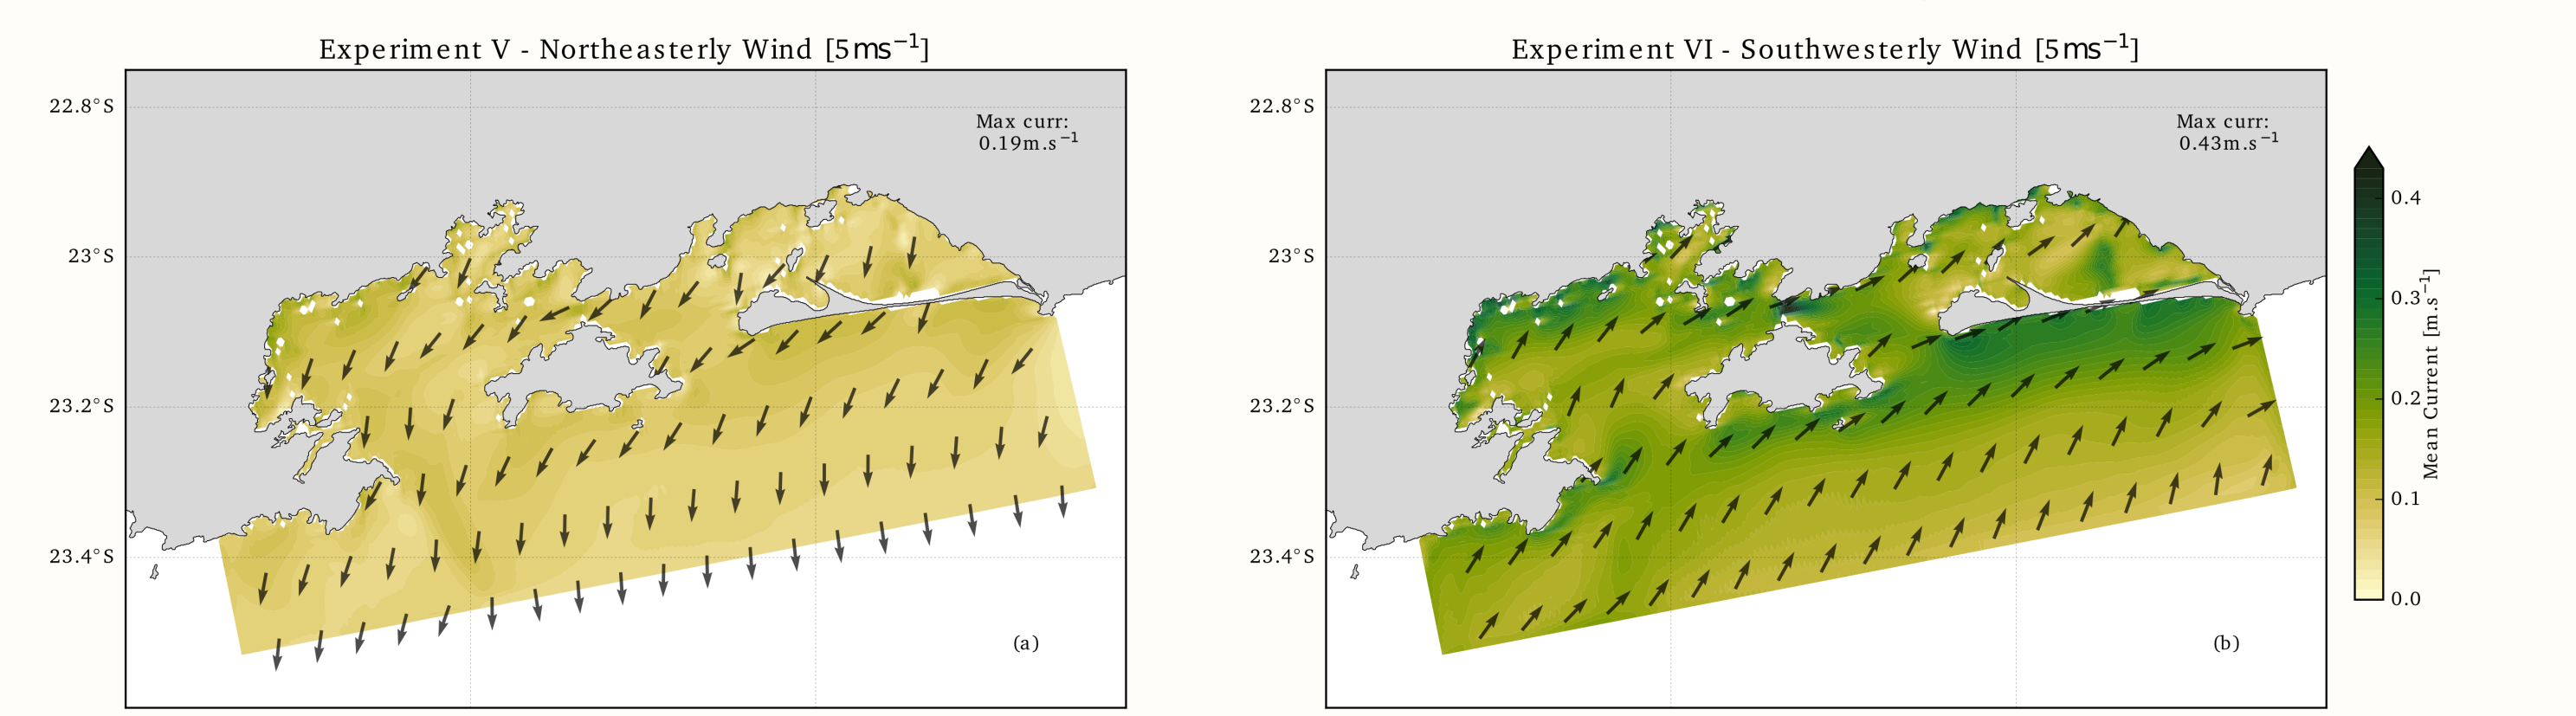 Experiment V - Northeasterly Wind [5ms⁻¹]
22.8°S
23°S
23.2°S
23.4°S
Max curr:
0.19m.s⁻¹
(a)
Experiment VI - Southwesterly Wind [5ms⁻¹]
22.8°S
23°S
23.2°S
23.4°S
Max curr:
0.43m.s⁻¹
(b)
0.4
0.3
0.2
0.1
0.0
Mean Current [m.s⁻¹]